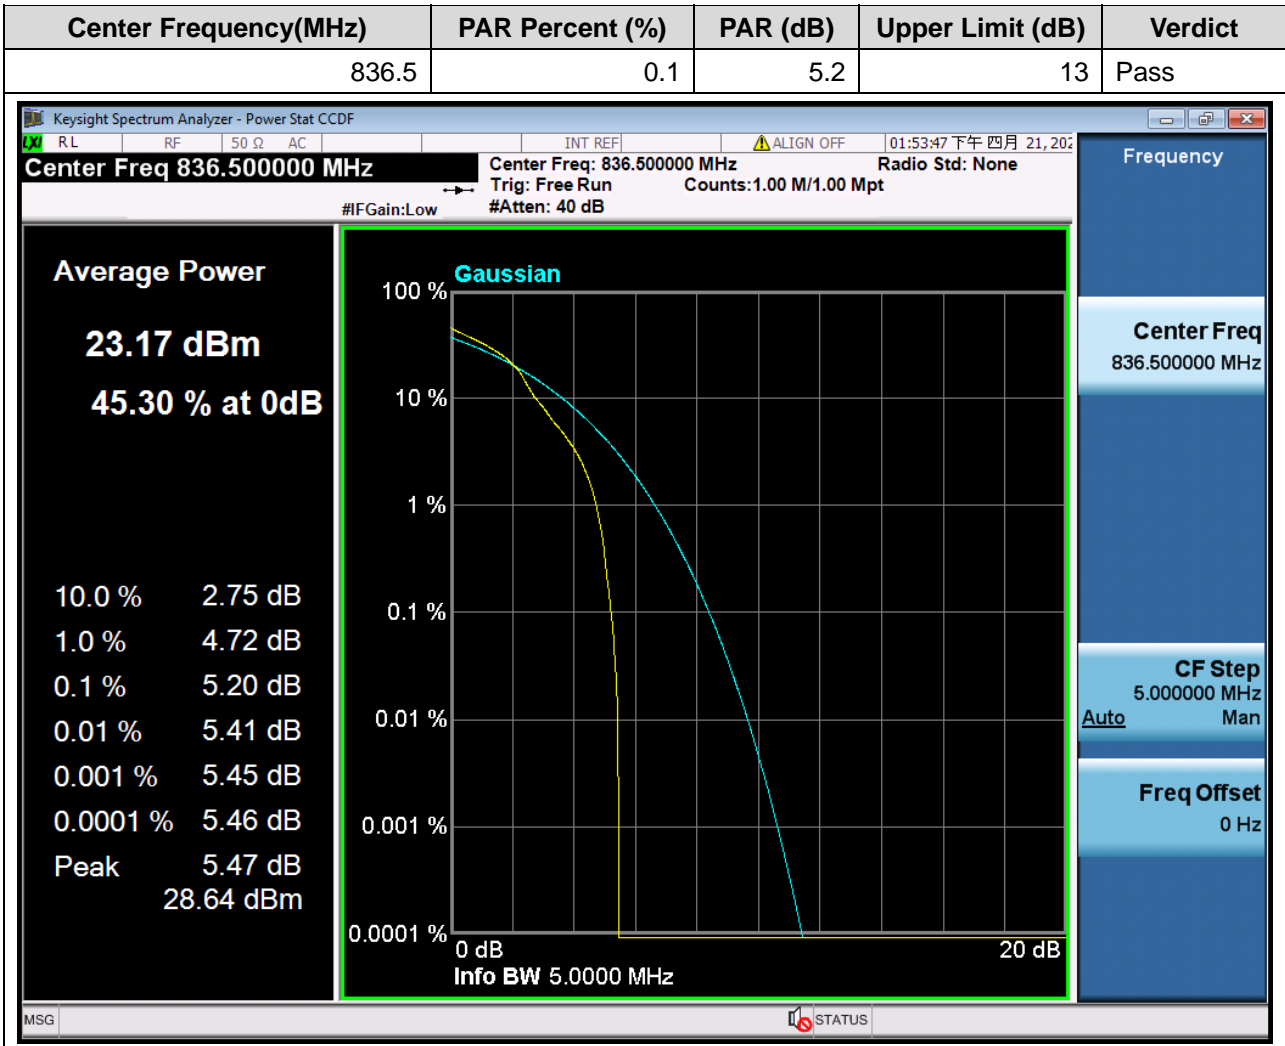 Center Frequency(MHz) PAR Percent (%) PAR (dB) Upper Limit (dB) Verdict
836.5 0.1 5.2 13 Pass
Keysight Spectrum Analyzer - Power Stat CCDF
LXI RL RF 50 Ω AC INT REF ALIGN OFF 01:53:47 下午 四月 21, 202
Center Freq 836.500000 MHz
Center Freq: 836.500000 MHz Radio Std: None
Trig: Free Run Counts:1.00 M/1.00 Mpt
#IFGain:Low #Atten: 40 dB
Average Power
23.17 dBm
45.30 % at 0dB
10.0 % 2.75 dB
1.0 % 4.72 dB
0.1 % 5.20 dB
0.01 % 5.41 dB
0.001 % 5.45 dB
0.0001 % 5.46 dB
Peak 5.47 dB
28.64 dBm
Gaussian
100 %
10 %
1 %
0.1 %
0.01 %
0.001 %
0.0001 %
0 dB 20 dB
Info BW 5.0000 MHz
Frequency
Center Freq
836.500000 MHz
CF Step
5.000000 MHz
Auto Man
Freq Offset
0 Hz
MSG STATUS